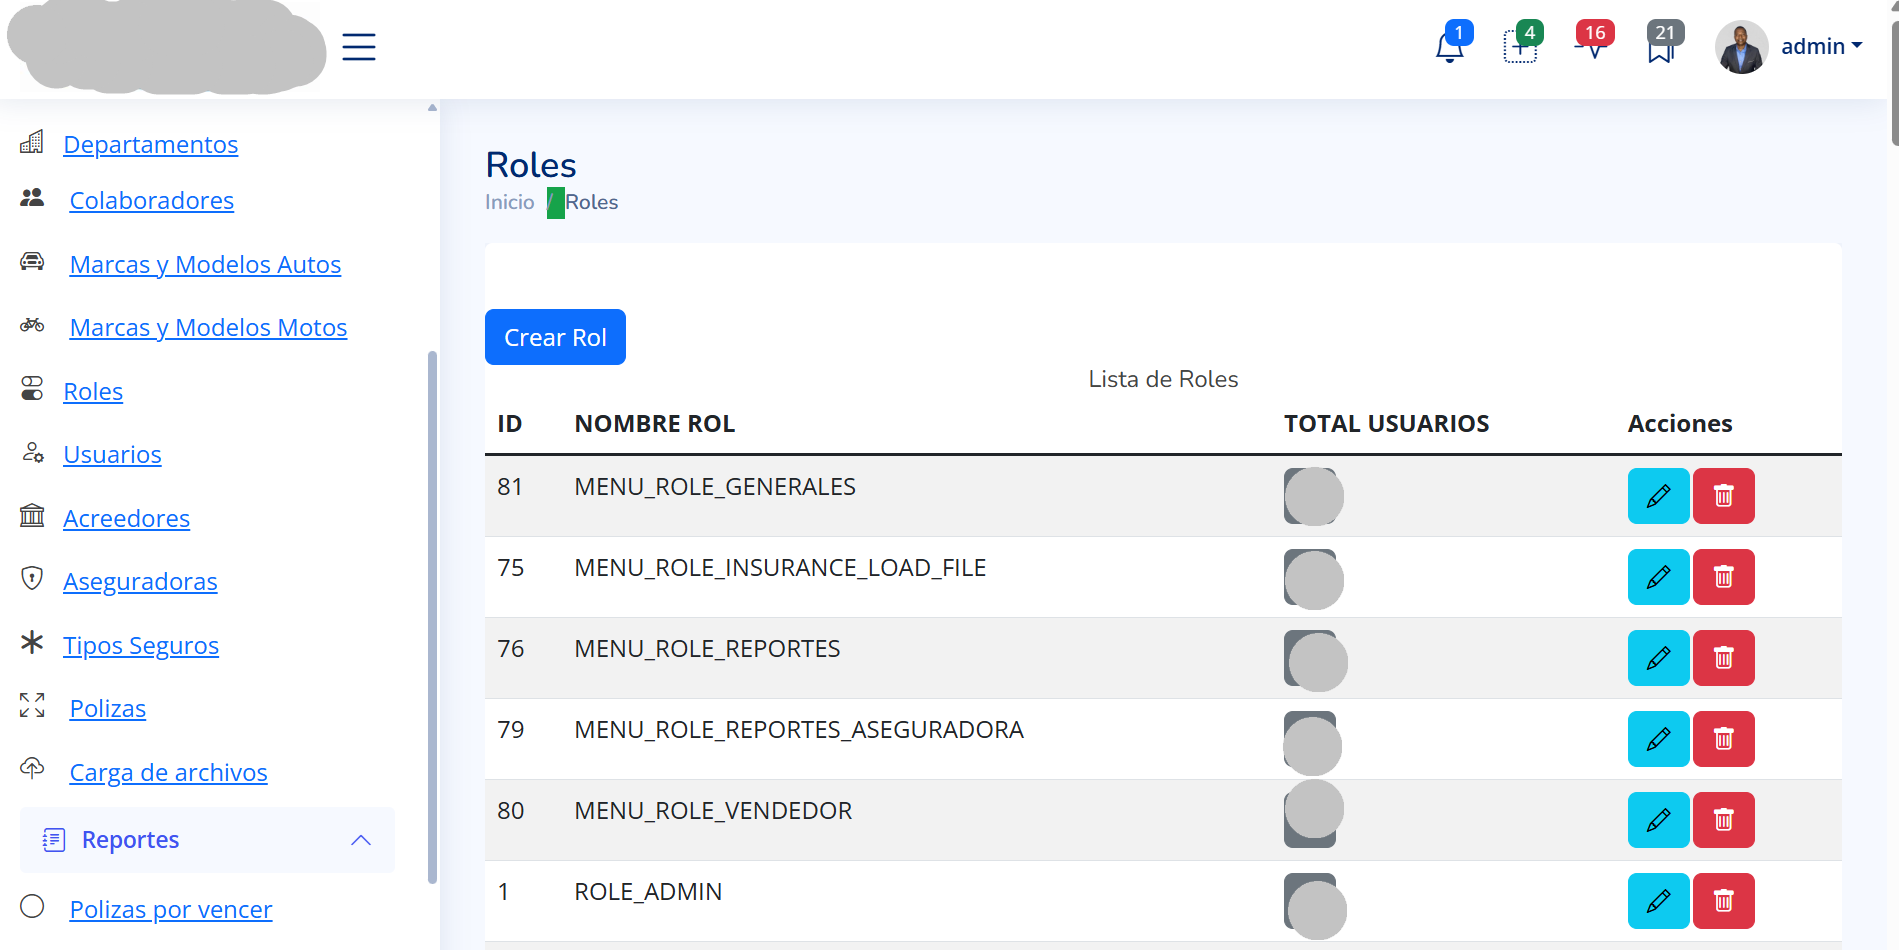 1
4
16
21
admin
Departamentos
Colaboradores
Marcas y Modelos Autos
Marcas y Modelos Motos
Roles
Usuarios
Acreedores
Aseguradoras
Tipos Seguros
Polizas
Carga de archivos
Reportes
Polizas por vencer
Roles
Inicio / Roles
Crear Rol
Lista de Roles
ID NOMBRE ROL TOTAL USUARIOS Acciones
81 MENU_ROLE_GENERALES
75 MENU_ROLE_INSURANCE_LOAD_FILE
76 MENU_ROLE_REPORTES
79 MENU_ROLE_REPORTES_ASEGURADORA
80 MENU_ROLE_VENDEDOR
1 ROLE_ADMIN